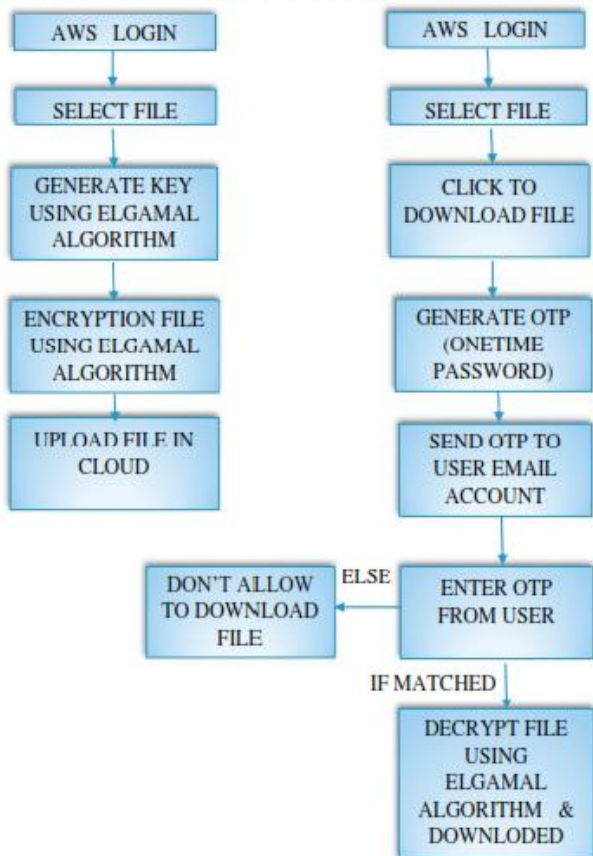 AWS LOGIN
SELECT FILE
GENERATE KEY
USING ELGAMAL
ALGORITHM
ENCRYPTION FILE
USING ELGAMAL
ALGORITHM
UPLOAD FILE IN
CLOUD
AWS LOGIN
SELECT FILE
CLICK TO
DOWNLOAD FILE
GENERATE OTP
(ONETIME
PASSWORD)
SEND OTP TO
USER EMAIL
ACCOUNT
ENTER OTP
FROM USER
ELSE
DON'T ALLOW
TO DOWNLOAD
FILE
IF MATCHED
DECRYPT FILE
USING
ELGAMAL
ALGORITHM &
DOWNLODED